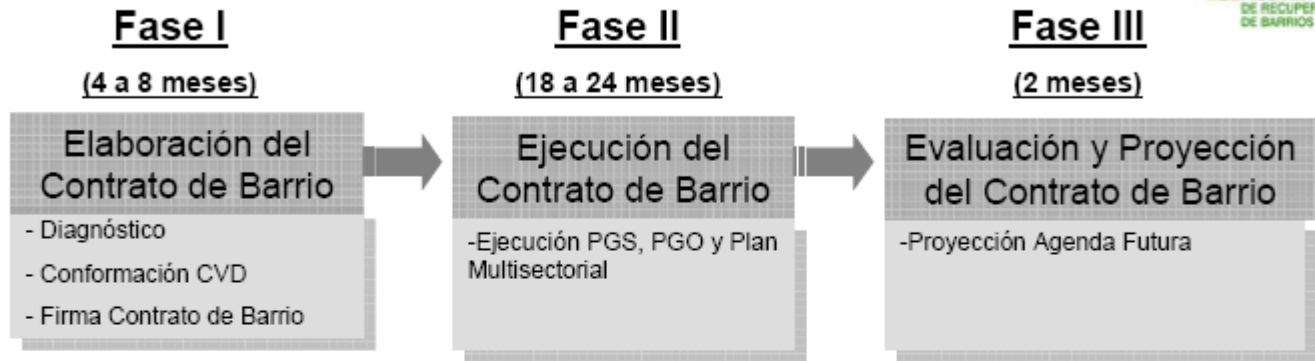 DE RECUPER
DE BARRIOS
Fase I
(4 a 8 meses)
Elaboración del
Contrato de Barrio
- Diagnóstico
- Conformación CVD
- Firma Contrato de Barrio
Fase II
(18 a 24 meses)
Ejecución del
Contrato de Barrio
-Ejecución PGS, PGO y Plan
Multisectorial
Fase III
(2 meses)
Evaluación y Proyección
del Contrato de Barrio
-Proyección Agenda Futura